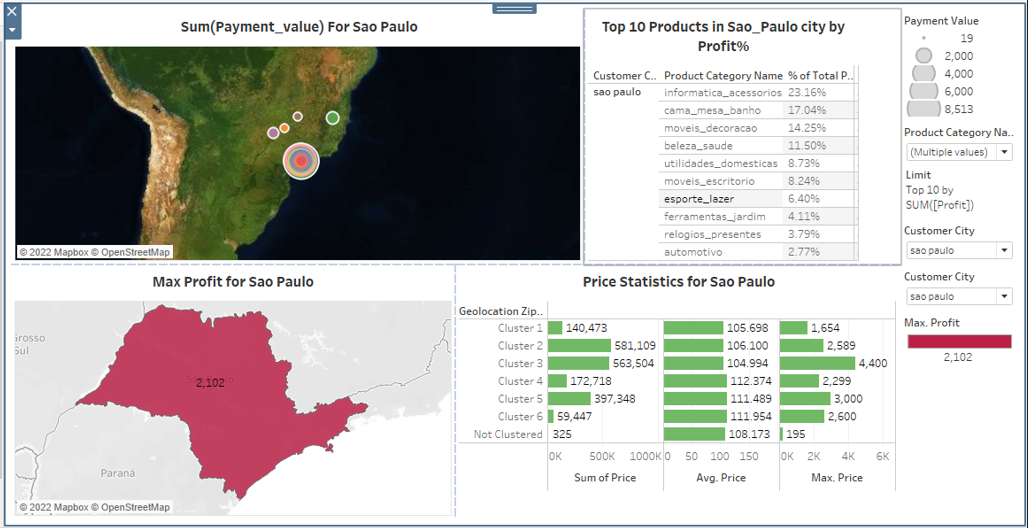 Sum(Payment_value) For Sao Paulo
© 2022 Mapbox © OpenStreetMap
Top 10 Products in Sao_Paulo city by
Profit%
Customer C.. Product Category Name % of Total P..
sao paulo informatica_acessorios 23.16%
cama_mesa_banho 17.04%
moveis_decoracao 14.25%
beleza_saude 11.50%
utilidades_domesticas 8.73%
moveis_escritorio 8.24%
esporte_lazer 6.40%
ferramentas_jardim 4.11%
relogios_presentes 3.79%
automotivo 2.77%
Payment Value
19
2,000
4,000
6,000
8,513
Product Category Na..
(Multiple values)
Limit
Top 10 by
SUM([Profit])
Customer City
sao paulo
Customer City
sao paulo
Max. Profit
2,102
Max Profit for Sao Paulo
Grosso
Sul
2,102
Paraná
© 2022 Mapbox © OpenStreetMap
Price Statistics for Sao Paulo
Geolocation Zip..
Cluster 1 140,473 105.698 1,654
Cluster 2 581,109 106.100 2,589
Cluster 3 563,504 104.994 4,400
Cluster 4 172,718 112.374 2,299
Cluster 5 397,348 111.489 3,000
Cluster 6 59,447 111.954 2,600
Not Clustered 325 108.173 195
0K 500K 1000K 0 50 100 150 0K 2K 4K 6K
Sum of Price Avg. Price Max. Price